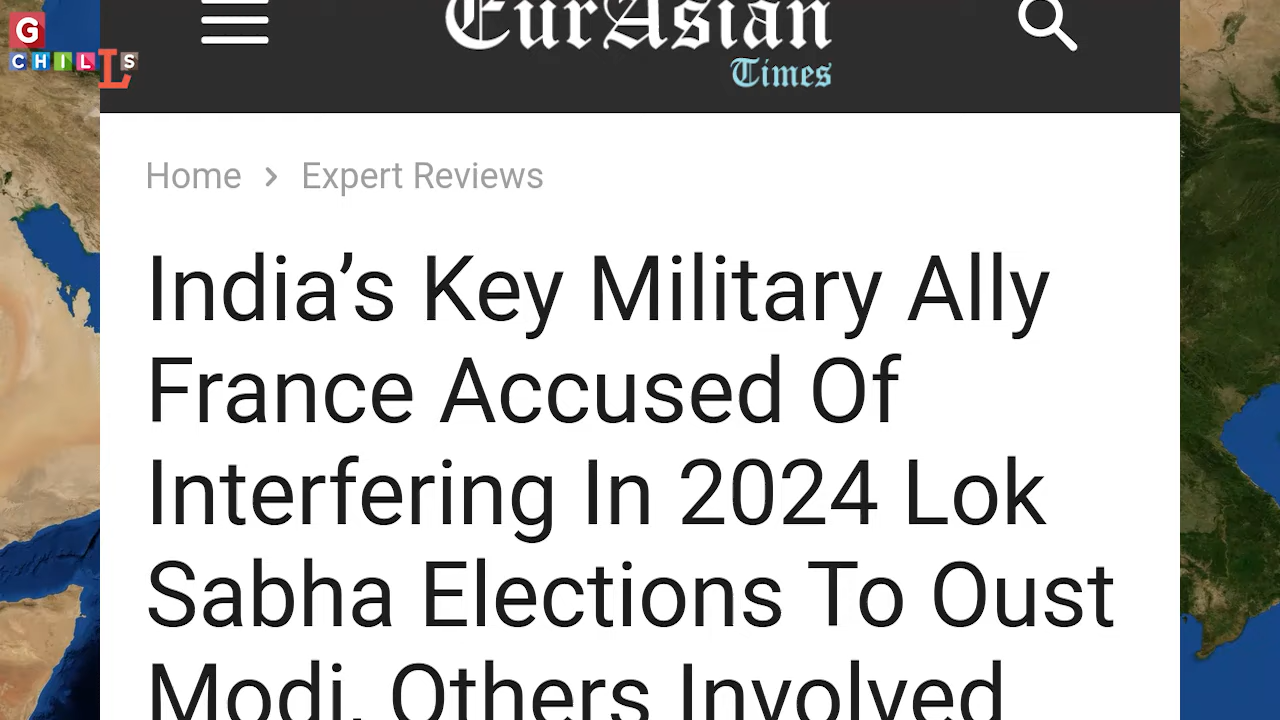 G
CHILLS
EurAsian
Times
Home > Expert Reviews
India’s Key Military Ally
France Accused Of
Interfering In 2024 Lok
Sabha Elections To Oust
Modi, Others Involved